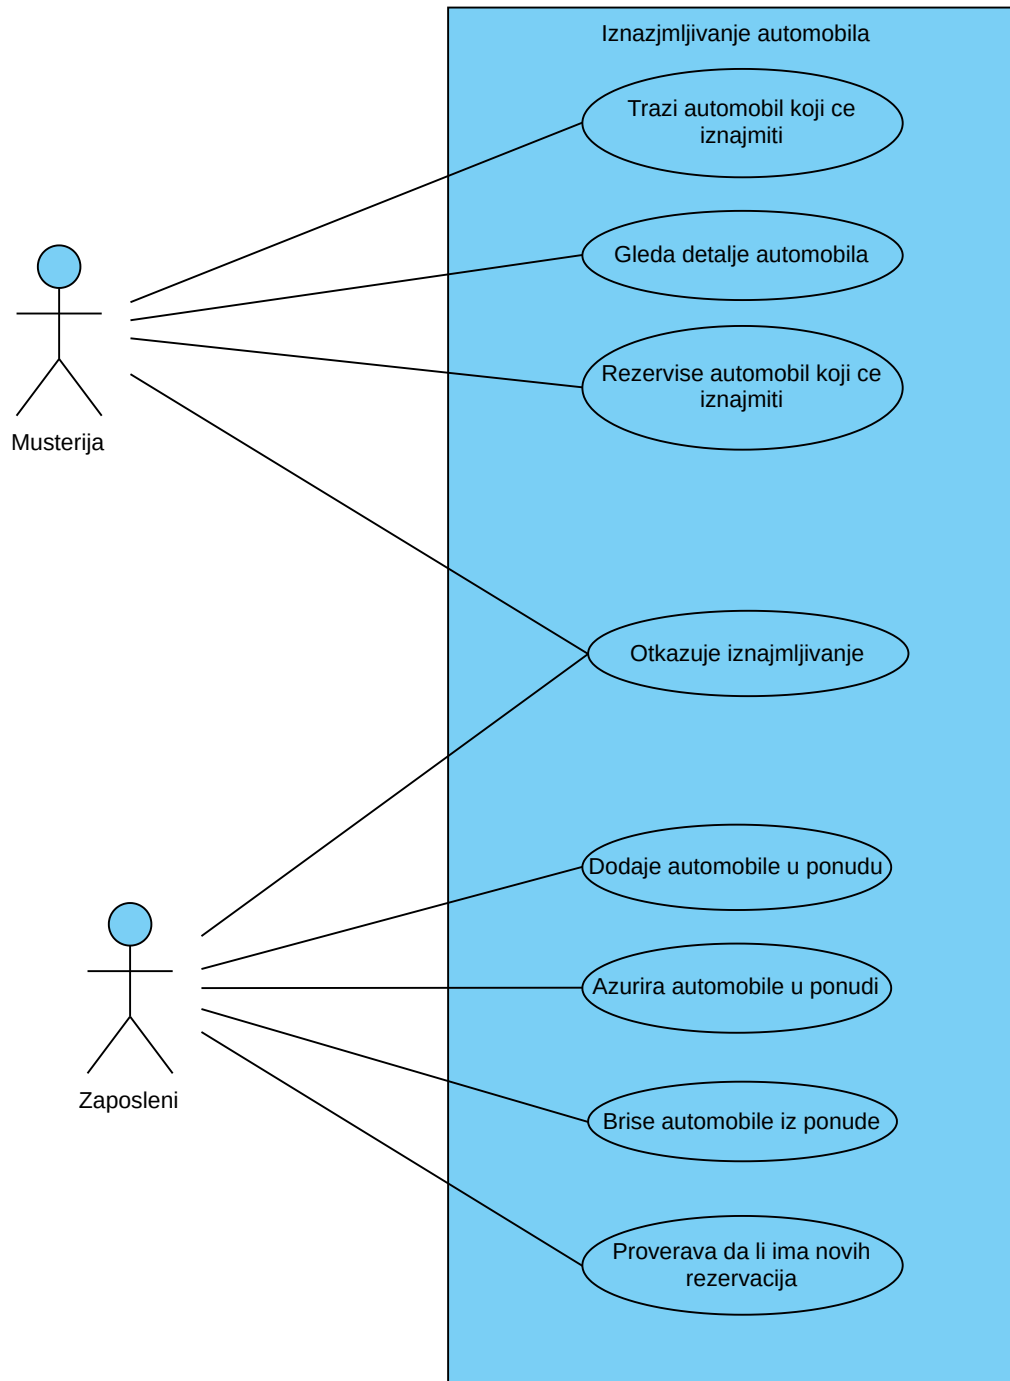 Iznazjmljivanje automobila
Trazi automobil koji ce
iznajmiti
Gleda detalje automobila
Rezervise automobil koji ce
iznajmiti
Musterija
Otkazuje iznajmljivanje
Dodaje automobile u ponudu
Azurira automobile u ponudi
Zaposleni
Brise automobile iz ponude
Proverava da li ima novih
rezervacija